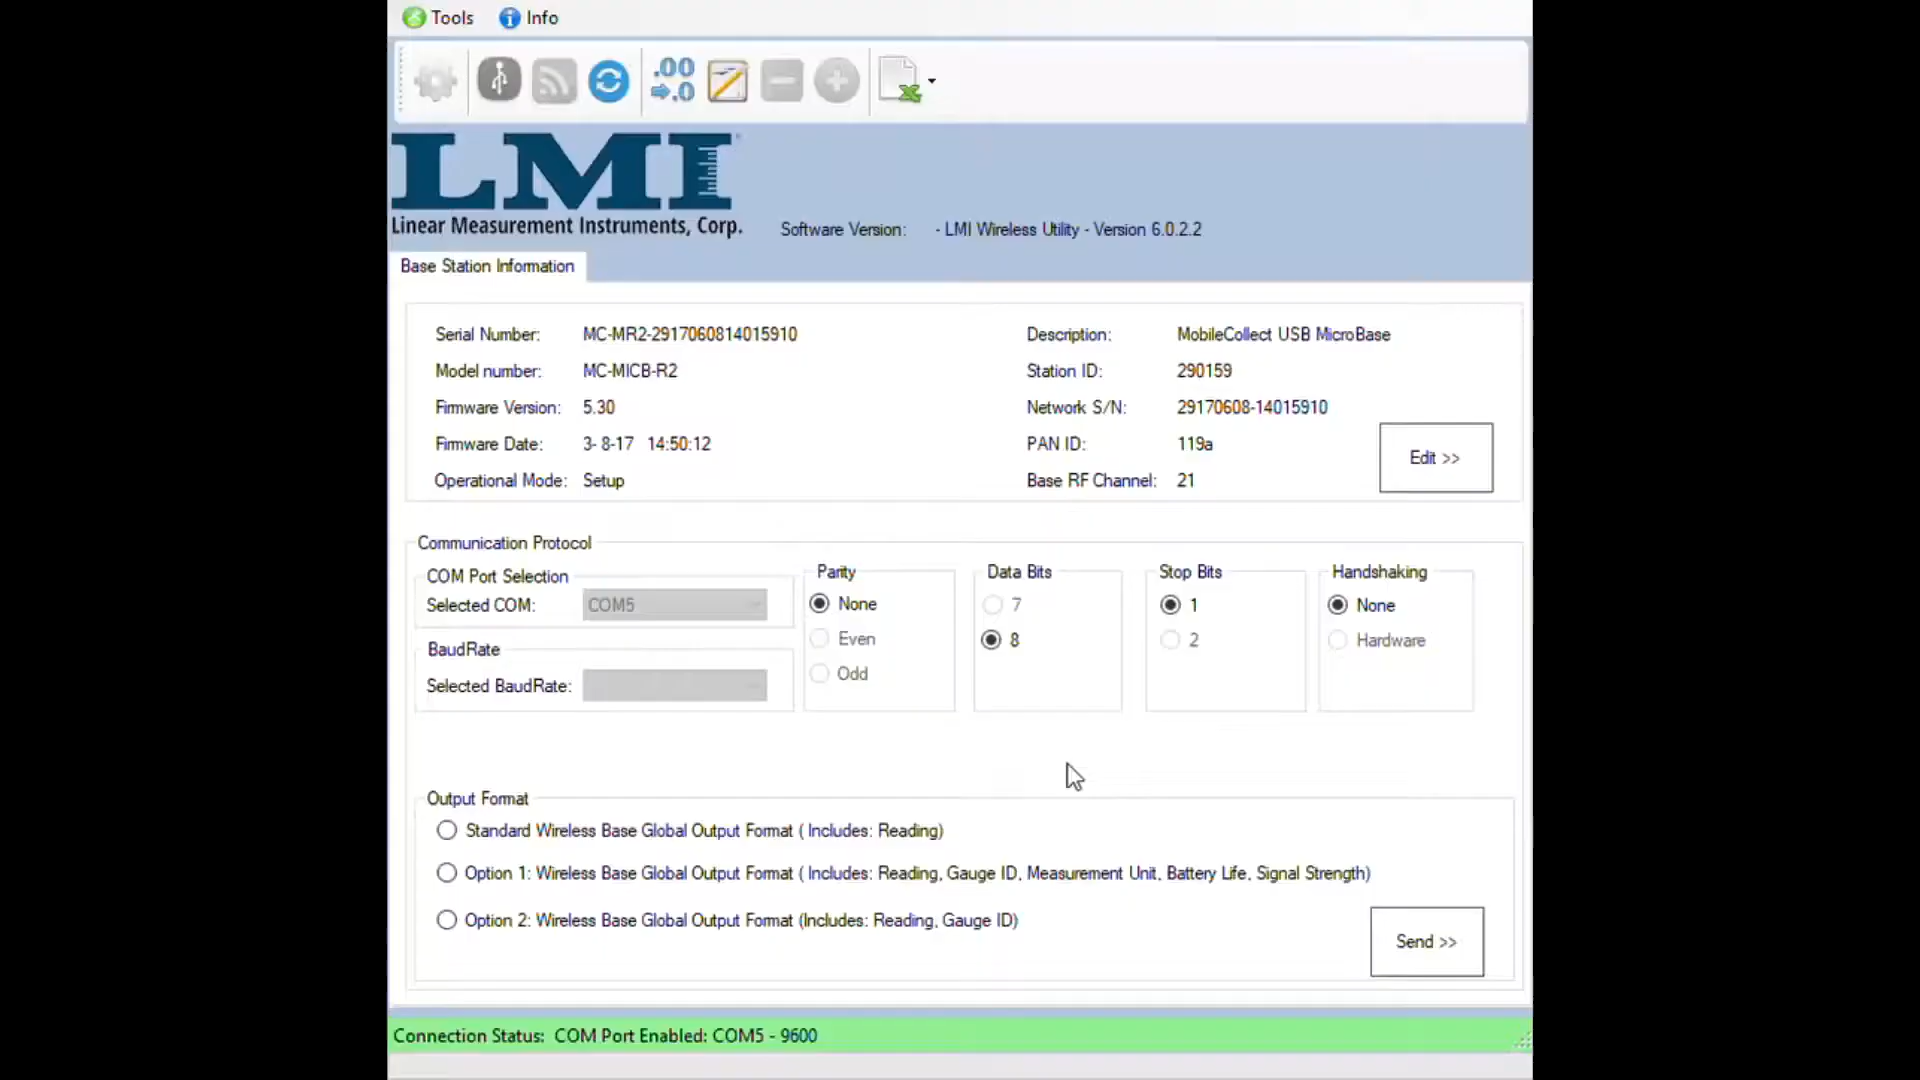 Tools Info
.00
.0
LMI
Linear Measurement Instruments, Corp.
Software Version: - LMI Wireless Utility - Version 6.0.2.2
Base Station Information
Serial Number: MC-MR2-2917060814015910 Description: MobileCollect USB MicroBase
Model number: MC-MICB-R2 Station ID: 290159
Firmware Version: 5.30 Network S/N: 29170608-14015910
Firmware Date: 3- 8-17 14:50:12 PAN ID: 119a
Edit >>
Operational Mode: Setup Base RF Channel: 21
Communication Protocol
COM Port Selection Parity Data Bits Stop Bits Handshaking
Selected COM: COM5 None 7 1 None
BaudRate Even 8 2 Hardware
Selected BaudRate: Odd
Output Format
Standard Wireless Base Global Output Format ( Includes: Reading)
Option 1: Wireless Base Global Output Format ( Includes: Reading, Gauge ID, Measurement Unit, Battery Life, Signal Strength)
Option 2: Wireless Base Global Output Format (Includes: Reading, Gauge ID)
Send >>
Connection Status: COM Port Enabled: COM5 - 9600